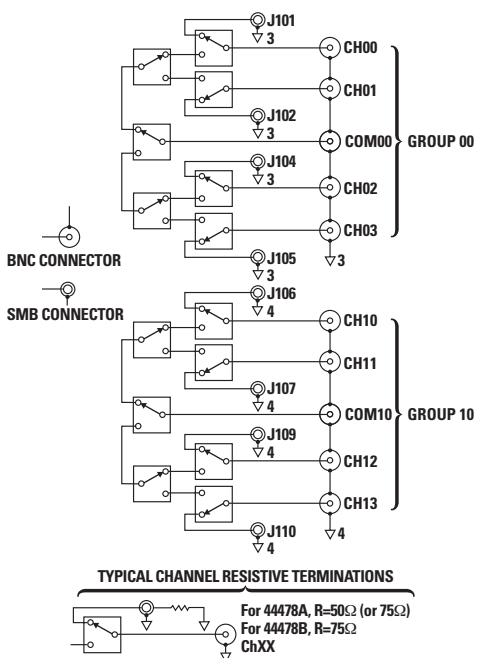 J101
3
CH00
CH01
J102
3
COM00
GROUP 00
J104
3
CH02
CH03
J105
3
3
BNC CONNECTOR
SMB CONNECTOR
J106
4
CH10
CH11
J107
4
COM10
GROUP 10
J109
4
CH12
CH13
J110
4
4
TYPICAL CHANNEL RESISTIVE TERMINATIONS
For 44478A, R=50Ω (or 75Ω)
For 44478B, R=75Ω
ChXX